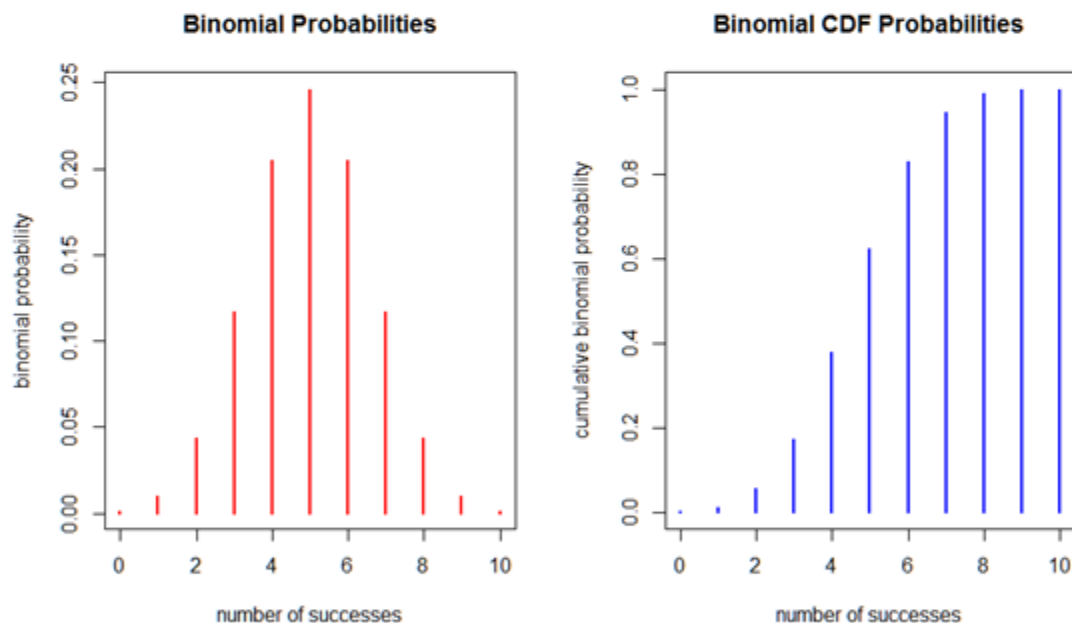 Binomial Probabilities
binomial probability
0.25
0.20
0.15
0.10
0.05
0.00
0 2 4 6 8 10
number of successes
Binomial CDF Probabilities
cumulative binomial probability
1.0
0.8
0.6
0.4
0.2
0.0
0 2 4 6 8 10
number of successes